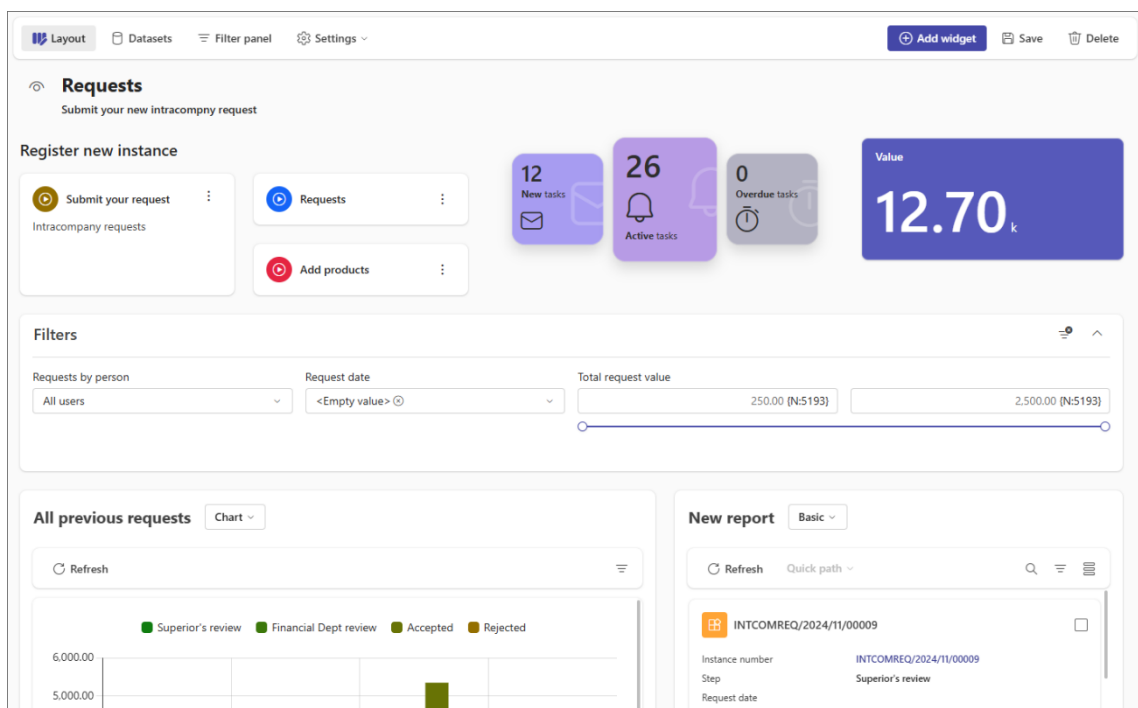 Layout Datasets Filter panel Settings Add widget Save Delete
Requests
Submit your new intracompny request
Register new instance
Submit your request
Intracompany requests
Requests
Add products
12
New tasks
26
Active tasks
0
Overdue tasks
Value
12.70 k
Filters
Requests by person
All users
Request date
<Empty value>
Total request value
250.00 {N:5193}
2,500.00 {N:5193}
All previous requests Chart
Refresh
Superior's review Financial Dept review Accepted Rejected
6,000.00
5,000.00
New report Basic
Refresh Quick path
INTCOMREQ/2024/11/00009
Instance number INTCOMREQ/2024/11/00009
Step Superior's review
Request date